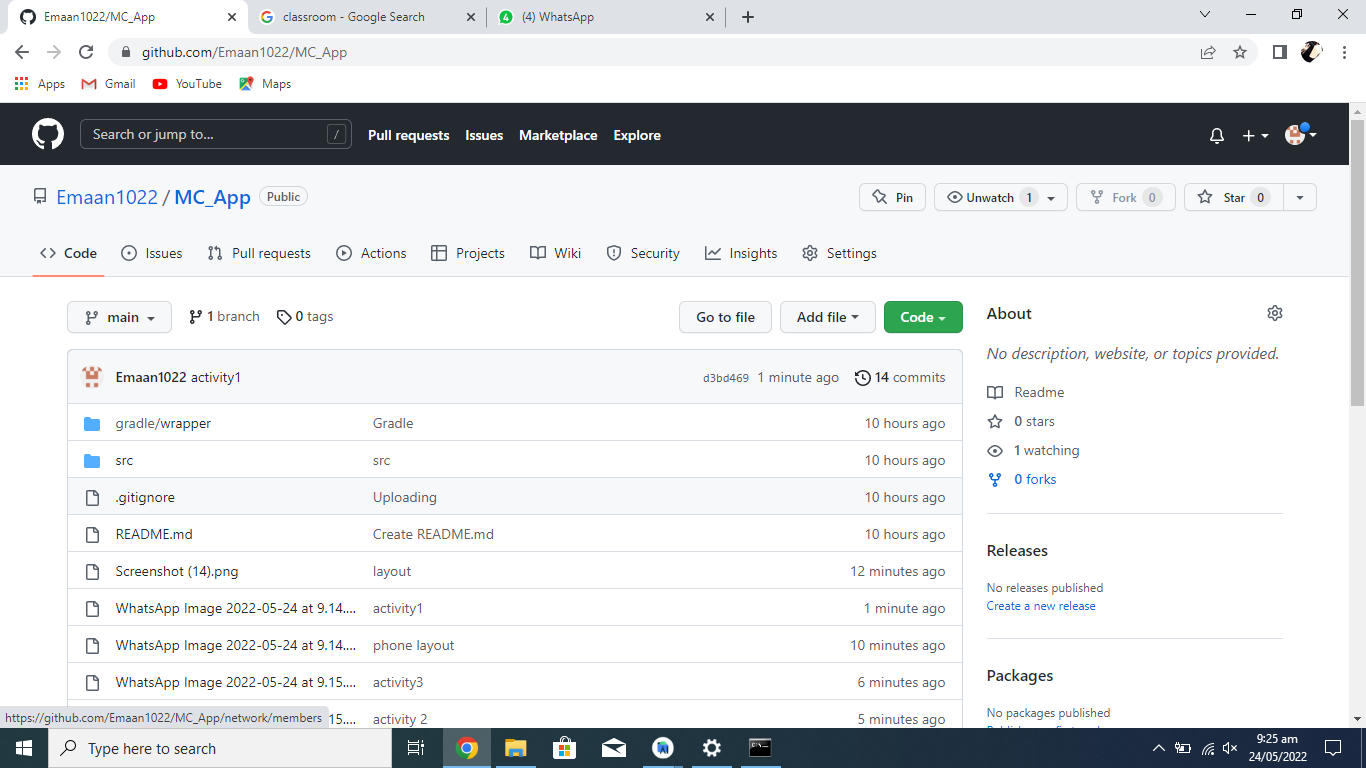 Emaan1022/MC_App
classroom - Google Search
4 (4) WhatsApp
github.com/Emaan1022/MC_App
Apps Gmail YouTube Maps
Search or jump to... /
Pull requests Issues Marketplace Explore
Emaan1022 / MC_App Public
Pin Unwatch 1 Fork 0 Star 0
Code Issues Pull requests Actions Projects Wiki Security Insights Settings
main 1 branch 0 tags
Go to file Add file Code
Emaan1022 activity1 d3bd469 1 minute ago 14 commits
gradle/wrapper Gradle 10 hours ago
src src 10 hours ago
.gitignore Uploading 10 hours ago
README.md Create README.md 10 hours ago
Screenshot (14).png layout 12 minutes ago
WhatsApp Image 2022-05-24 at 9.14.... activity1 1 minute ago
WhatsApp Image 2022-05-24 at 9.14.... phone layout 10 minutes ago
WhatsApp Image 2022-05-24 at 9.15.... activity3 6 minutes ago
15.... activity 2 5 minutes ago
About
No description, website, or topics provided.
Readme
0 stars
1 watching
0 forks
Releases
No releases published
Create a new release
Packages
No packages published
https://github.com/Emaan1022/MC_App/network/members
Type here to search
9:25 am
24/05/2022